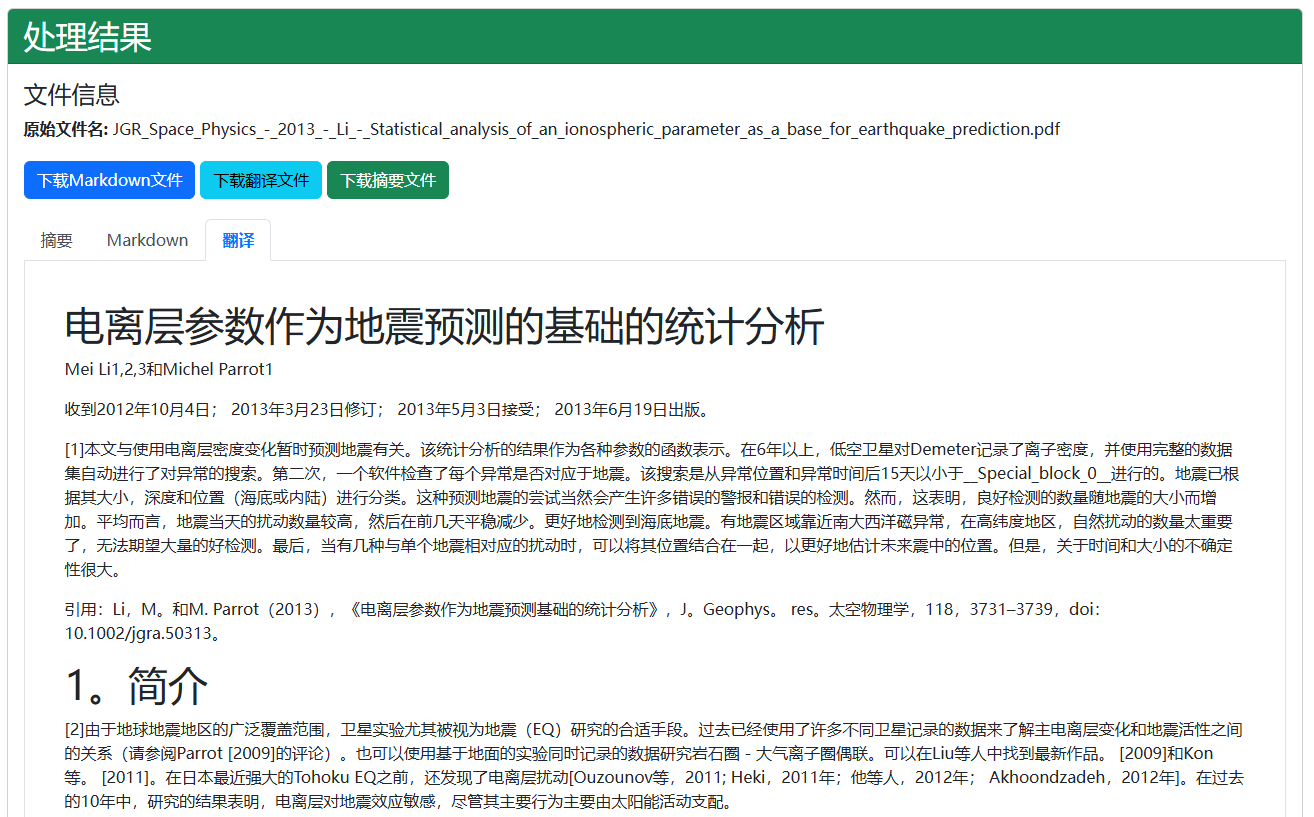 处理结果
文件信息
原始文件名: JGR_Space_Physics_-_2013_-_Li_-_Statistical_analysis_of_an_ionospheric_parameter_as_a_base_for_earthquake_prediction.pdf
下载Markdown文件 下载翻译文件 下载摘要文件
摘要 Markdown 翻译
电离层参数作为地震预测的基础的统计分析
Mei Li1,2,3和Michel Parrot1
收到2012年10月4日； 2013年3月23日修订； 2013年5月3日接受； 2013年6月19日出版。
[1]本文与使用电离层密度变化暂时预测地震有关。该统计分析的结果作为各种参数的函数表示。在6年以上，低空卫星对Demeter记录了离子密度，并使用完整的数据
集自动进行了对异常的搜索。第二次，一个软件检查了每个异常是否对应于地震。该搜索是从异常位置和异常时间后15天以小于__Special_block_0__进行的。地震已根
据其大小，深度和位置（海底或内陆）进行分类。这种预测地震的尝试当然会产生许多错误的警报和错误的检测。然而，这表明，良好检测的数量随地震的大小而增
加。平均而言，地震当天的扰动数量较高，然后在前几天平稳减少。更好地检测到海底地震。有地震区域靠近南大西洋磁异常，在高纬度地区，自然扰动的数量太重要
了，无法期望大量的好检测。最后，当有几种与单个地震相对应的扰动时，可以将其位置结合在一起，以更好地估计未来震中的位置。但是，关于时间和大小的不确定
性很大。
引用：Li，M。和M. Parrot（2013），《电离层参数作为地震预测基础的统计分析》，J。Geophys。 res。太空物理学，118，3731–3739，doi：
10.1002/jgra.50313。
1。简介
[2]由于地球地震地区的广泛覆盖范围，卫星实验尤其被视为地震（EQ）研究的合适手段。过去已经使用了许多不同卫星记录的数据来了解主电离层变化和地震活性之间
的关系（请参阅Parrot [2009]的评论）。也可以使用基于地面的实验同时记录的数据研究岩石圈 - 大气离子圈偶联。可以在Liu等人中找到最新作品。 [2009]和Kon
等。 [2011]。在日本最近强大的Tohoku EQ之前，还发现了电离层扰动[Ouzounov等，2011; Heki，2011年；他等人，2012年； Akhoondzadeh，2012年]。在过去
的10年中，研究的结果表明，电离层对地震效应敏感，尽管其主要行为主要由太阳能活动支配。